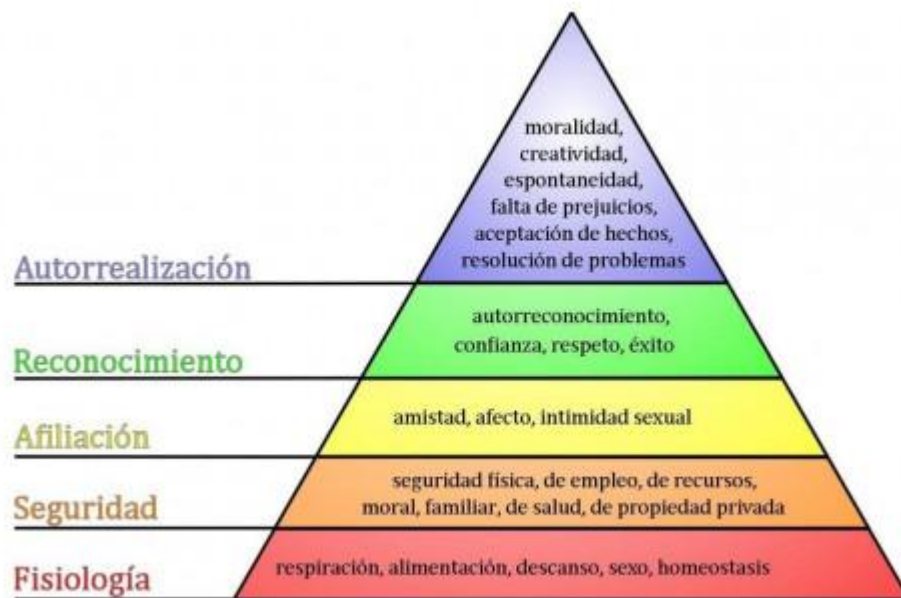 moralidad,
creatividad,
espontaneidad,
falta de prejuicios,
aceptación de hechos,
resolución de problemas
Autorrealización
autorreconocimiento,
confianza, respeto, éxito
Reconocimiento
amistad, afecto, intimidad sexual
Afiliación
seguridad física, de empleo, de recursos,
moral, familiar, de salud, de propiedad privada
Seguridad
respiración, alimentación, descanso, sexo, homeostasis
Fisiología